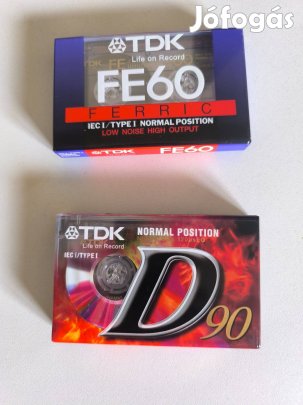 Jófogás
TDK
Life on Record
FE60
FERRIC
IEC I/TYPE I NORMAL POSITION
LOW NOISE HIGH OUTPUT
TDK FE60
TDK
Life on Record
IEC I/TYPE I
NORMAL POSITION
D90